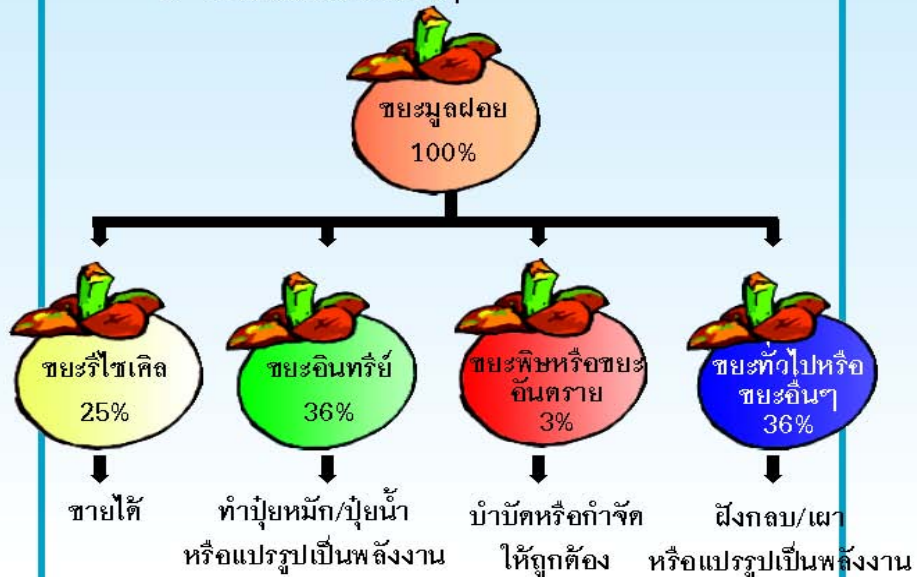 ขยะมูลฝอย
100%
ขยะรีไซเคิล
25%
ขยะอินทรีย์
36%
ขยะพิษหรือขยะ
อันตราย
3%
ขยะทั่วไปหรือ
ขยะอื่นๆ
36%
ขายได้
ทำปุ๋ยหมัก/ปุ๋ยน้ำ
หรือแปรรูปเป็นพลังงาน
บำบัดหรือกำจัด
ให้ถูกต้อง
ฝังกลบ/เผา
หรือแปรรูปเป็นพลังงาน